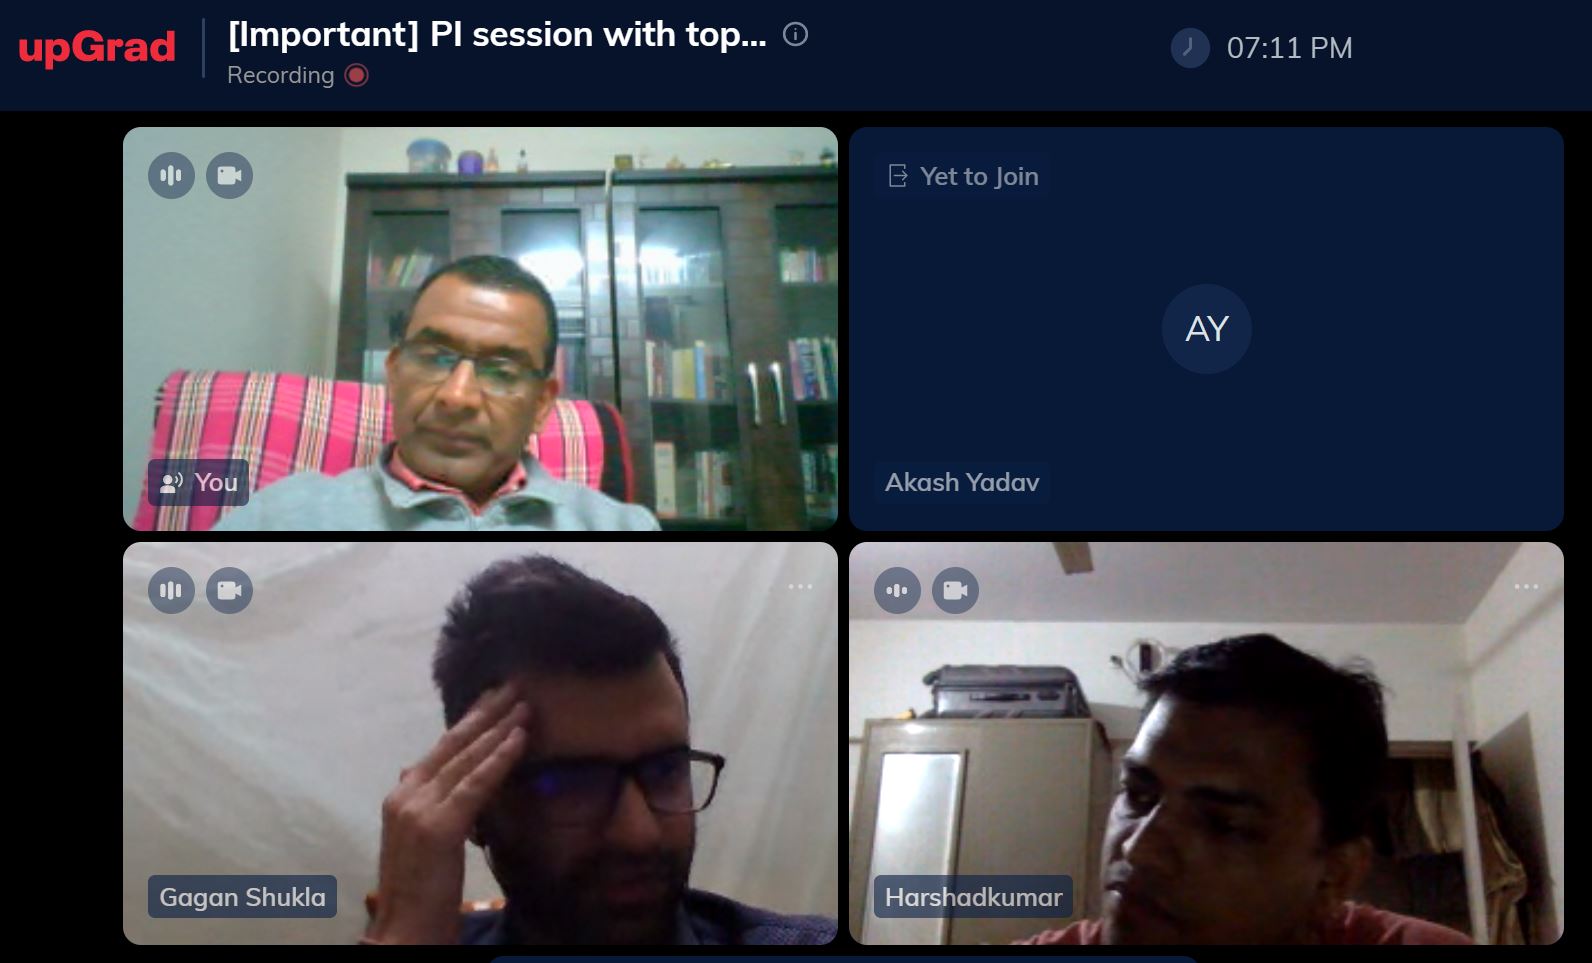 upGrad
[Important] PI session with top...
Recording
07:11 PM
You
Yet to Join
AY
Akash Yadav
Gagan Shukla
Harshadkumar